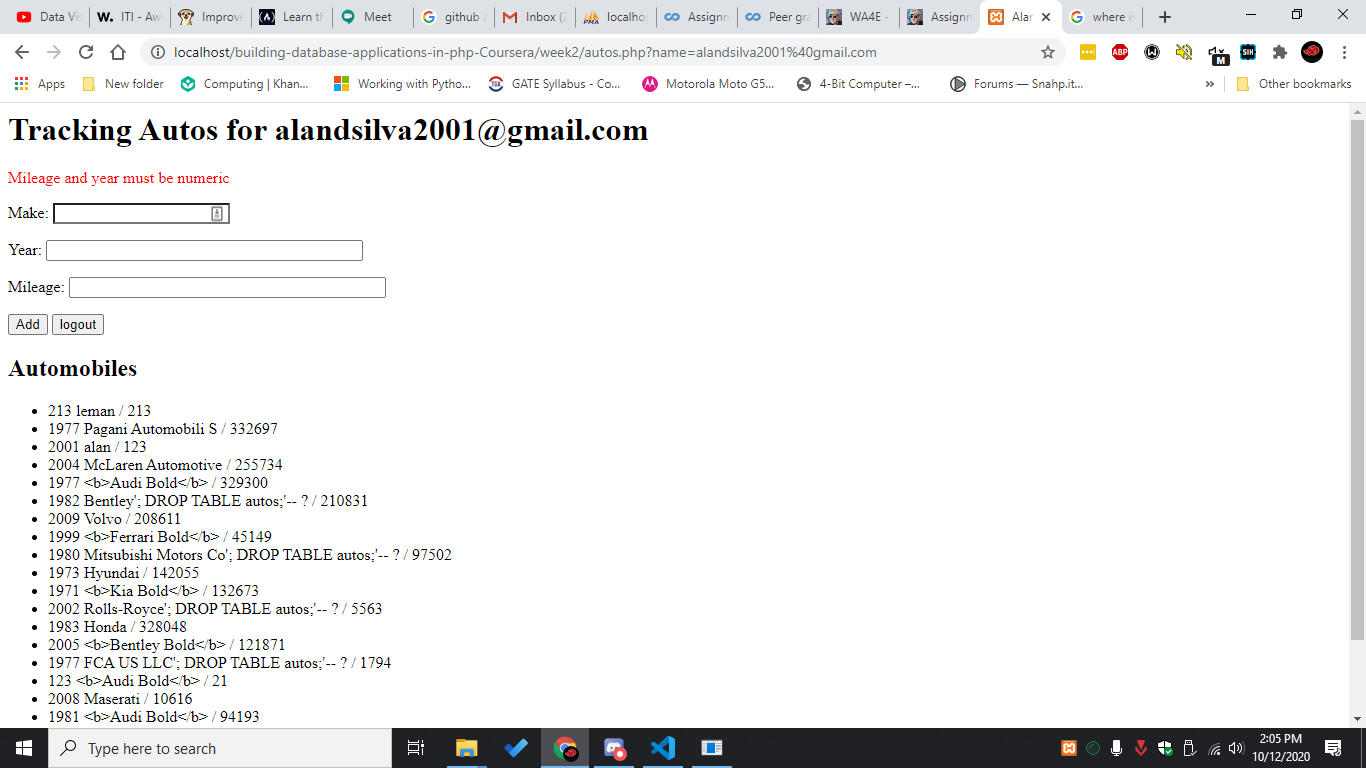 Data Vis
W. ITI - Aw
Improve
Learn th
Meet
github a
Inbox (2
localhos
Assignm
Peer gra
WA4E -
Assignm
Alan
where is
localhost/building-database-applications-in-php-Coursera/week2/autos.php?name=alandsilva2001%40gmail.com
ABP
M
Apps New folder Computing | Khan... Working with Pytho... GATE Syllabus - Co... Motorola Moto G5... 4-Bit Computer –... Forums — Snahp.it... » Other bookmarks
Tracking Autos for alandsilva2001@gmail.com
Mileage and year must be numeric
Make:
Year:
Mileage:
Add logout
Automobiles
213 leman / 213
1977 Pagani Automobili S / 332697
2001 alan / 123
2004 McLaren Automotive / 255734
1977 <b>Audi Bold</b> / 329300
1982 Bentley'; DROP TABLE autos;'-- ? / 210831
2009 Volvo / 208611
1999 <b>Ferrari Bold</b> / 45149
1980 Mitsubishi Motors Co'; DROP TABLE autos;'-- ? / 97502
1973 Hyundai / 142055
1971 <b>Kia Bold</b> / 132673
2002 Rolls-Royce'; DROP TABLE autos;'-- ? / 5563
1983 Honda / 328048
2005 <b>Bentley Bold</b> / 121871
1977 FCA US LLC'; DROP TABLE autos;'-- ? / 1794
123 <b>Audi Bold</b> / 21
2008 Maserati / 10616
1981 <b>Audi Bold</b> / 94193
Type here to search
2:05 PM
10/12/2020